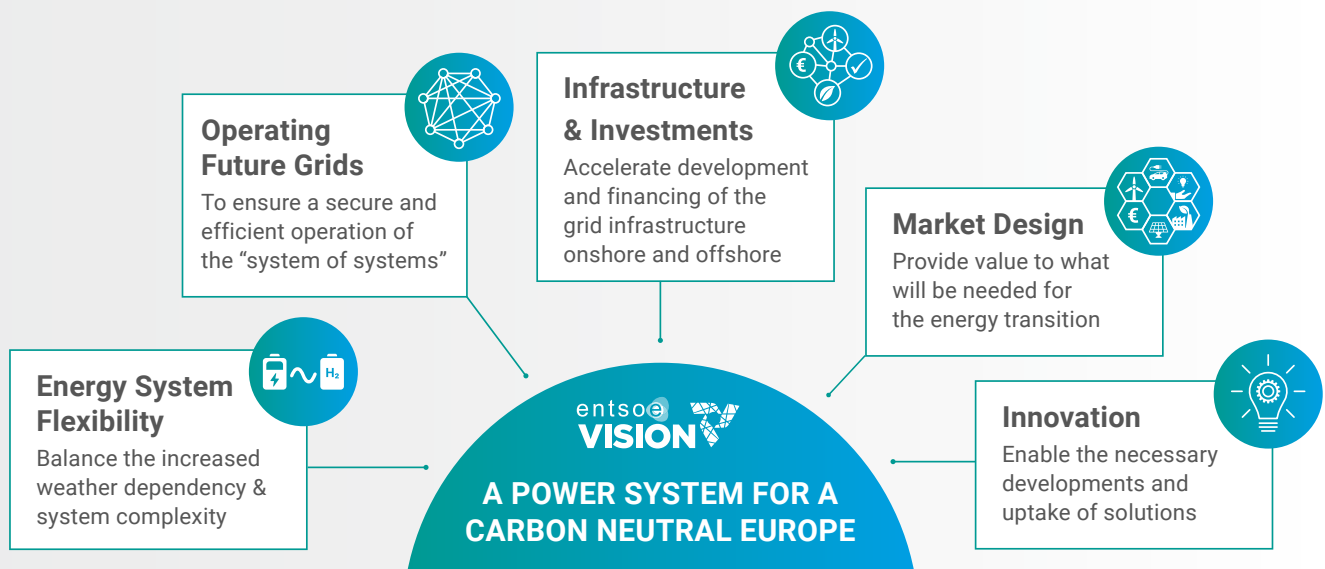 Operating
Future Grids
To ensure a secure and
efficient operation of
the “system of systems”
Infrastructure
& Investments
Accelerate development
and financing of the
grid infrastructure
onshore and offshore
€
Market Design
Provide value to what
will be needed for
the energy transition
€
Energy System
Flexibility
Balance the increased
weather dependency &
system complexity
H₂
Innovation
Enable the necessary
developments and
uptake of solutions
entsoe
VISION
A POWER SYSTEM FOR A
CARBON NEUTRAL EUROPE